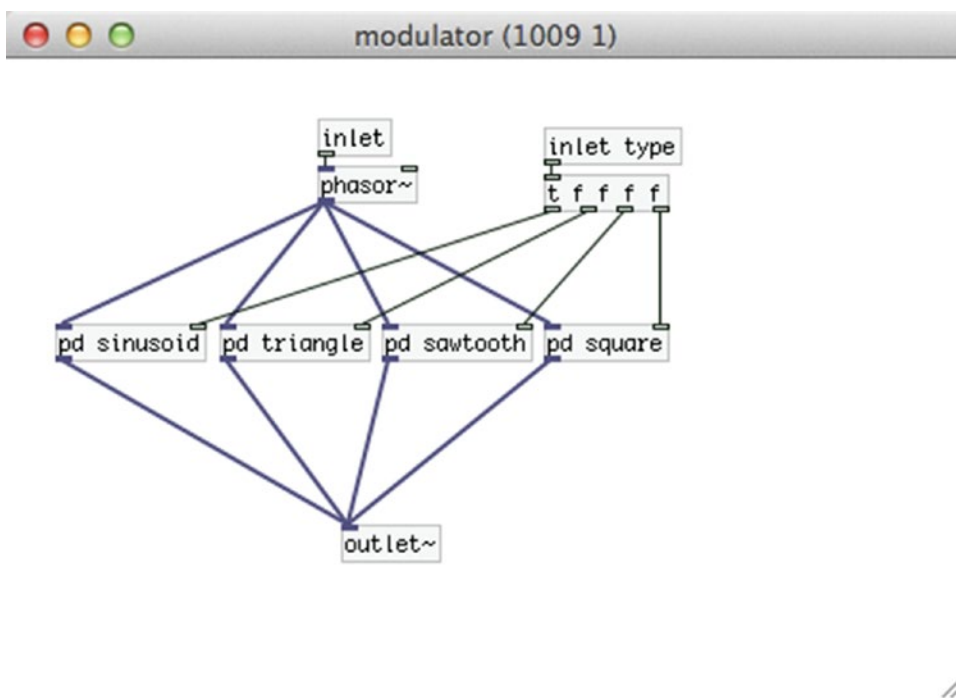 modulator (1009 1)
inlet
inlet type
phasor~
t f f f f
pd sinusoid
pd triangle
pd sawtooth
pd square
outlet~